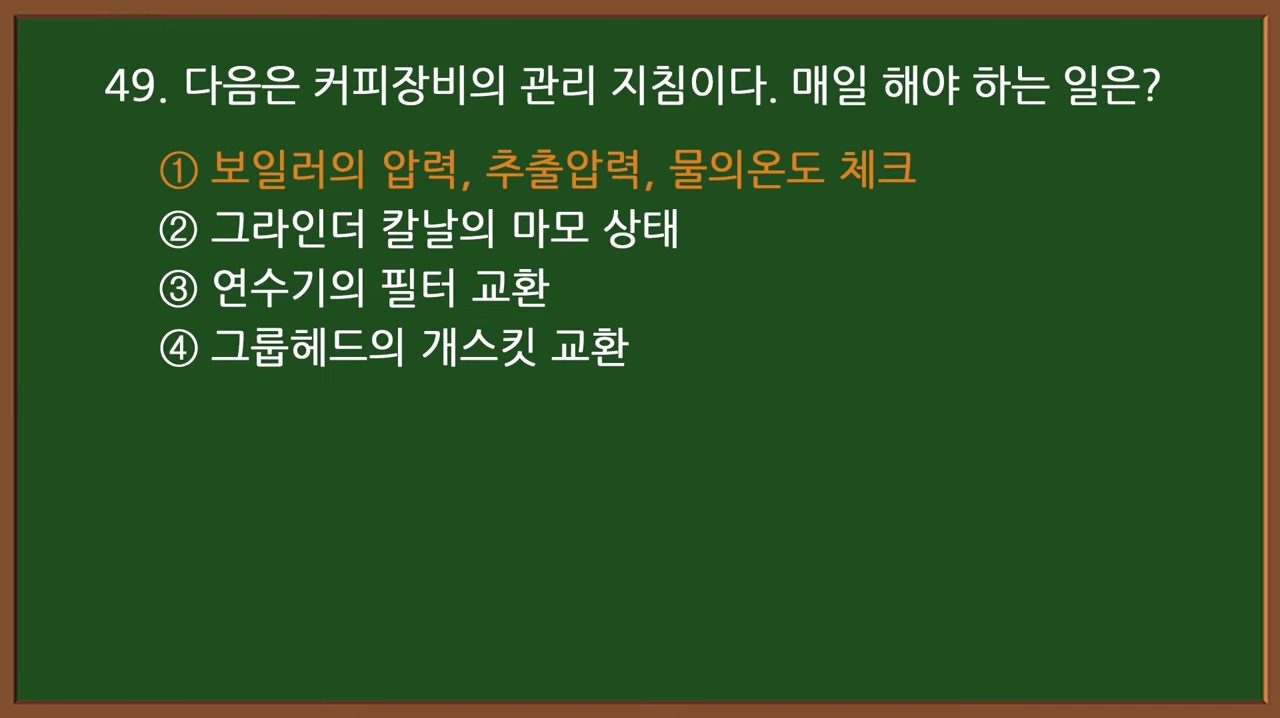 49. 다음은 커피장비의 관리 지침이다. 매일 해야 하는 일은?
① 보일러의 압력, 추출압력, 물의온도 체크
② 그라인더 칼날의 마모 상태
③ 연수기의 필터 교환
④ 그룹헤드의 개스킷 교환